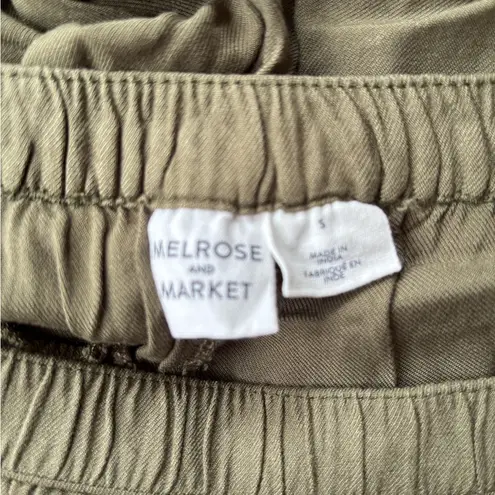 MELROSE
AND
MARKET
S
MADE IN
INDIA
FABRIQUÉ EN
INDE